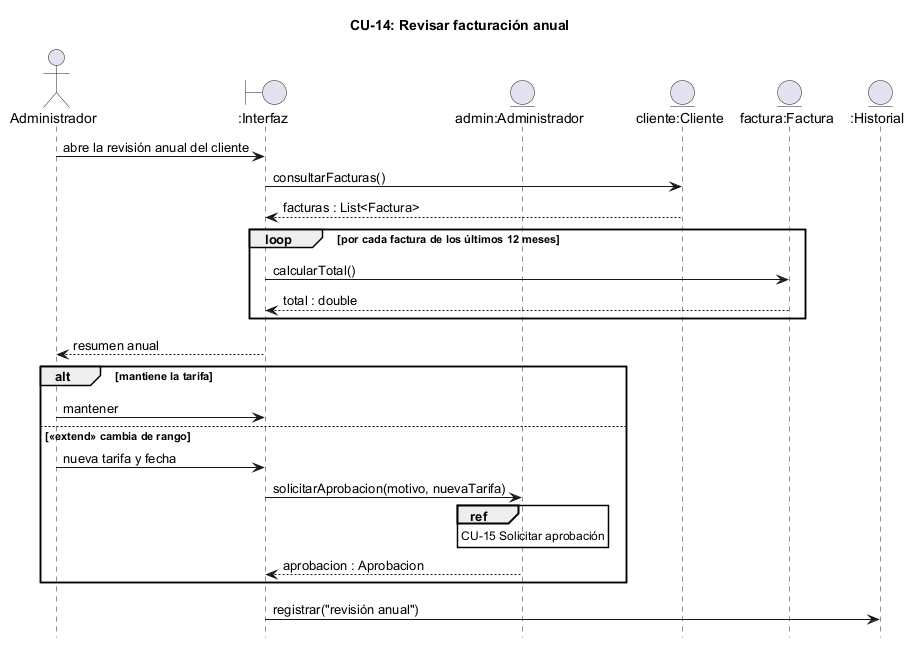 CU-14: Revisar facturación anual
Administrador
:Interfaz
admin:Administrador
cliente:Cliente
factura:Factura
:Historial
abre la revisión anual del cliente
consultarFacturas()
facturas : List<Factura>
loop [por cada factura de los últimos 12 meses]
calcularTotal()
total : double
resumen anual
alt [mantiene la tarifa]
mantener
[«extend» cambia de rango]
nueva tarifa y fecha
solicitarAprobacion(motivo, nuevaTarifa)
ref
CU-15 Solicitar aprobación
aprobacion : Aprobacion
registrar("revisión anual")